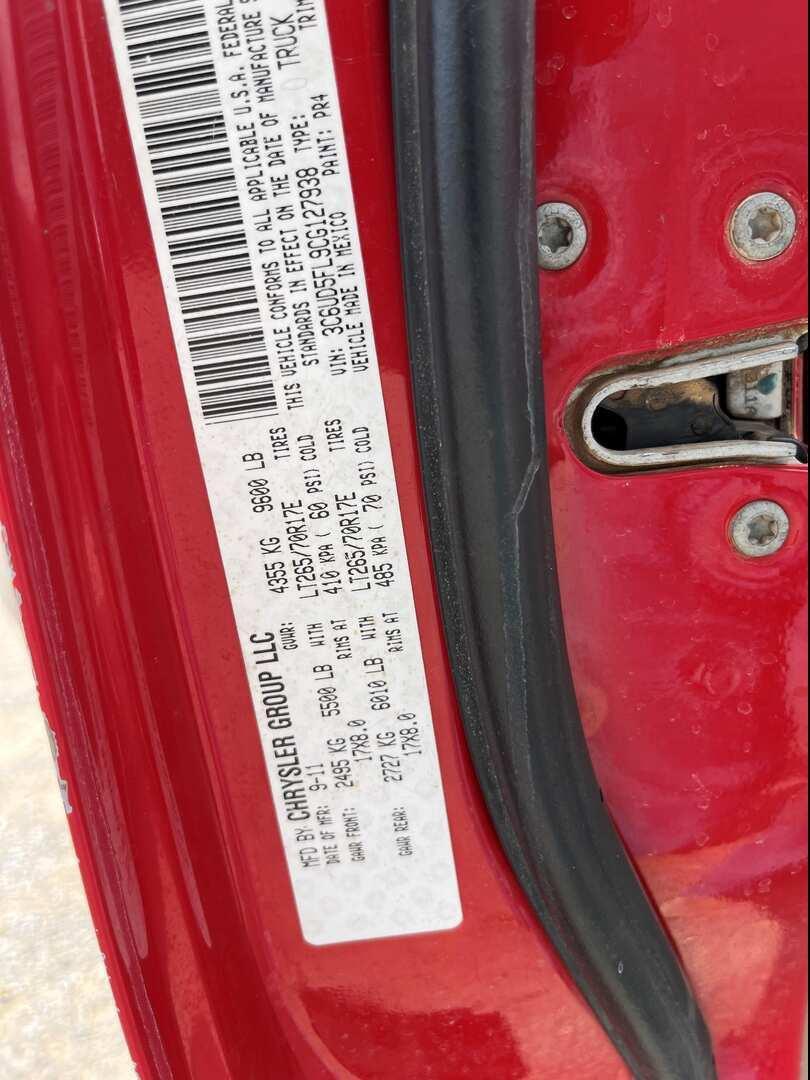 MFD BY: CHRYSLER GROUP LLC
DATE OF MFR: 9-11 GVWR: 4355 KG 9600 LB
GAWR FRONT: 2495 KG 5500 LB WITH LT265/70R17E TIRES
17X8.0 RIMS AT 410 KPA ( 60 PSI) COLD
GAWR REAR: 2727 KG 6010 LB WITH LT265/70R17E TIRES
17X8.0 RIMS AT 485 KPA ( 70 PSI) COLD
THIS VEHICLE CONFORMS TO ALL APPLICABLE U.S.A. FEDERAL
STANDARDS IN EFFECT ON THE DATE OF MANUFACTURE
VIN: 3C6UD5FL9CG127938 TYPE: TRUCK
VEHICLE MADE IN MEXICO PAINT: PR4 TRIM